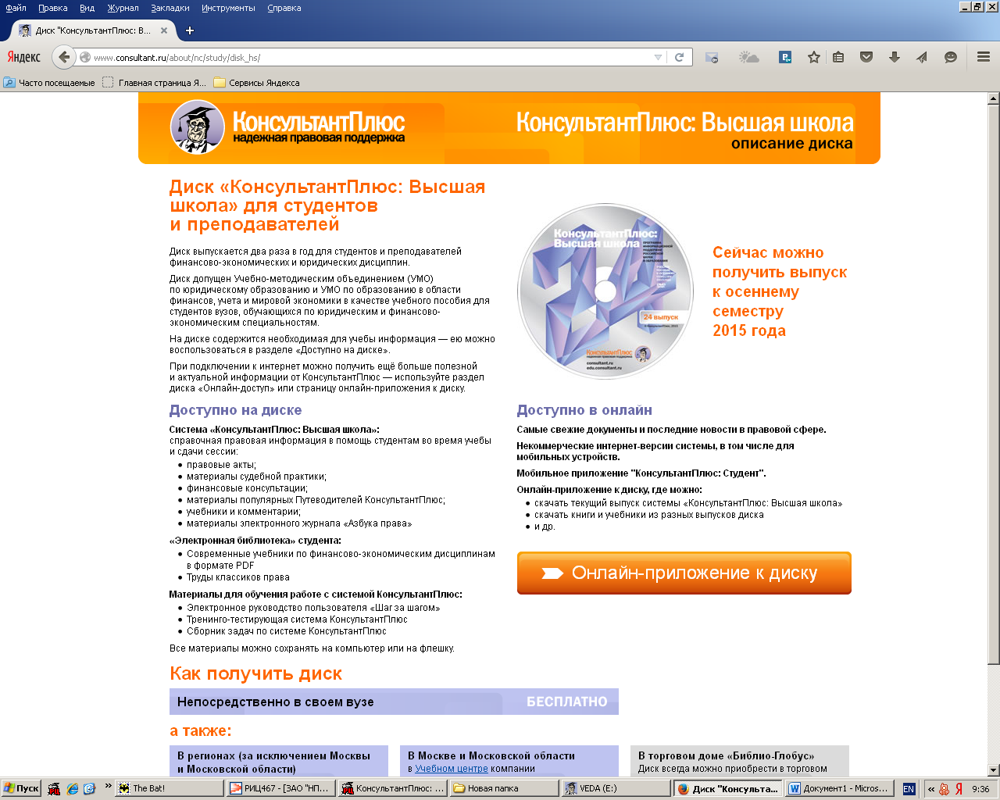 Файл Правка Вид Журнал Закладки Инструменты Справка
Диск "КонсультантПлюс: В...
Яндекс
www.consultant.ru/about/nc/study/disk_hs/
Часто посещаемые
Главная страница Я...
Сервисы Яндекса
КонсультантПлюс
надежная правовая поддержка
КонсультантПлюс: Высшая школа
описание диска
Диск «КонсультантПлюс: Высшая
школа» для студентов
и преподавателей
Диск выпускается два раза в год для студентов и преподавателей
финансово-экономических и юридических дисциплин.
Диск допущен Учебно-методическим объединением (УМО)
по юридическому образованию и УМО по образованию в области
финансов, учета и мировой экономики в качестве учебного пособия для
студентов вузов, обучающихся по юридическим и финансово-
экономическим специальностям.
На диске содержится необходимая для учебы информация — ею можно
воспользоваться в разделе «Доступно на диске».
При подключении к интернет можно получить ещё больше полезной
и актуальной информации от КонсультантПлюс — используйте раздел
диска «Онлайн-доступ» или страницу онлайн-приложения к диску.
КонсультантПлюс:
Высшая школа
24 выпуск
КонсультантПлюс
надежная правовая поддержка
consultant.ru
edu.consultant.ru
Сейчас можно
получить выпуск
к осеннему
семестру
2015 года
Доступно на диске
Система «КонсультантПлюс: Высшая школа»:
справочная правовая информация в помощь студентам во время учебы
и сдачи сессии:
• правовые акты;
• материалы судебной практики;
• финансовые консультации;
• материалы популярных Путеводителей КонсультантПлюс;
• учебники и комментарии;
• материалы электронного журнала «Азбука права»
«Электронная библиотека» студента:
• Современные учебники по финансово-экономическим дисциплинам
в формате PDF
• Труды классиков права
Материалы для обучения работе с системой КонсультантПлюс:
• Электронное руководство пользователя «Шаг за шагом»
• Тренинго-тестирующая система КонсультантПлюс
• Сборник задач по системе КонсультантПлюс
Все материалы можно сохранять на компьютер или на флешку.
Доступно в онлайн
Самые свежие документы и последние новости в правовой сфере.
Некоммерческие интернет-версии системы, в том числе для
мобильных устройств.
Мобильное приложение "КонсультантПлюс: Студент".
Онлайн-приложение к диску, где можно:
• скачать текущий выпуск системы «КонсультантПлюс: Высшая школа»
• скачать книги и учебники из разных выпусков диска
• и др.
Онлайн-приложение к диску
Как получить диск
Непосредственно в своем вузе БЕСПЛАТНО
а также:
В регионах (за исключением Москвы
и Московской области)
В Москве и Московской области
в Учебном центре компании
В торговом доме «Библио-Глобус»
Диск всегда можно приобрести в торговом
Пуск
»
The Bat!
РИЦ467 - [ЗАО "НП...
КонсультантПлюс: ...
Новая папка
VEDA (E:)
Диск "Консульта...
Документ1 - Micros...
EN
«
Я
9:36